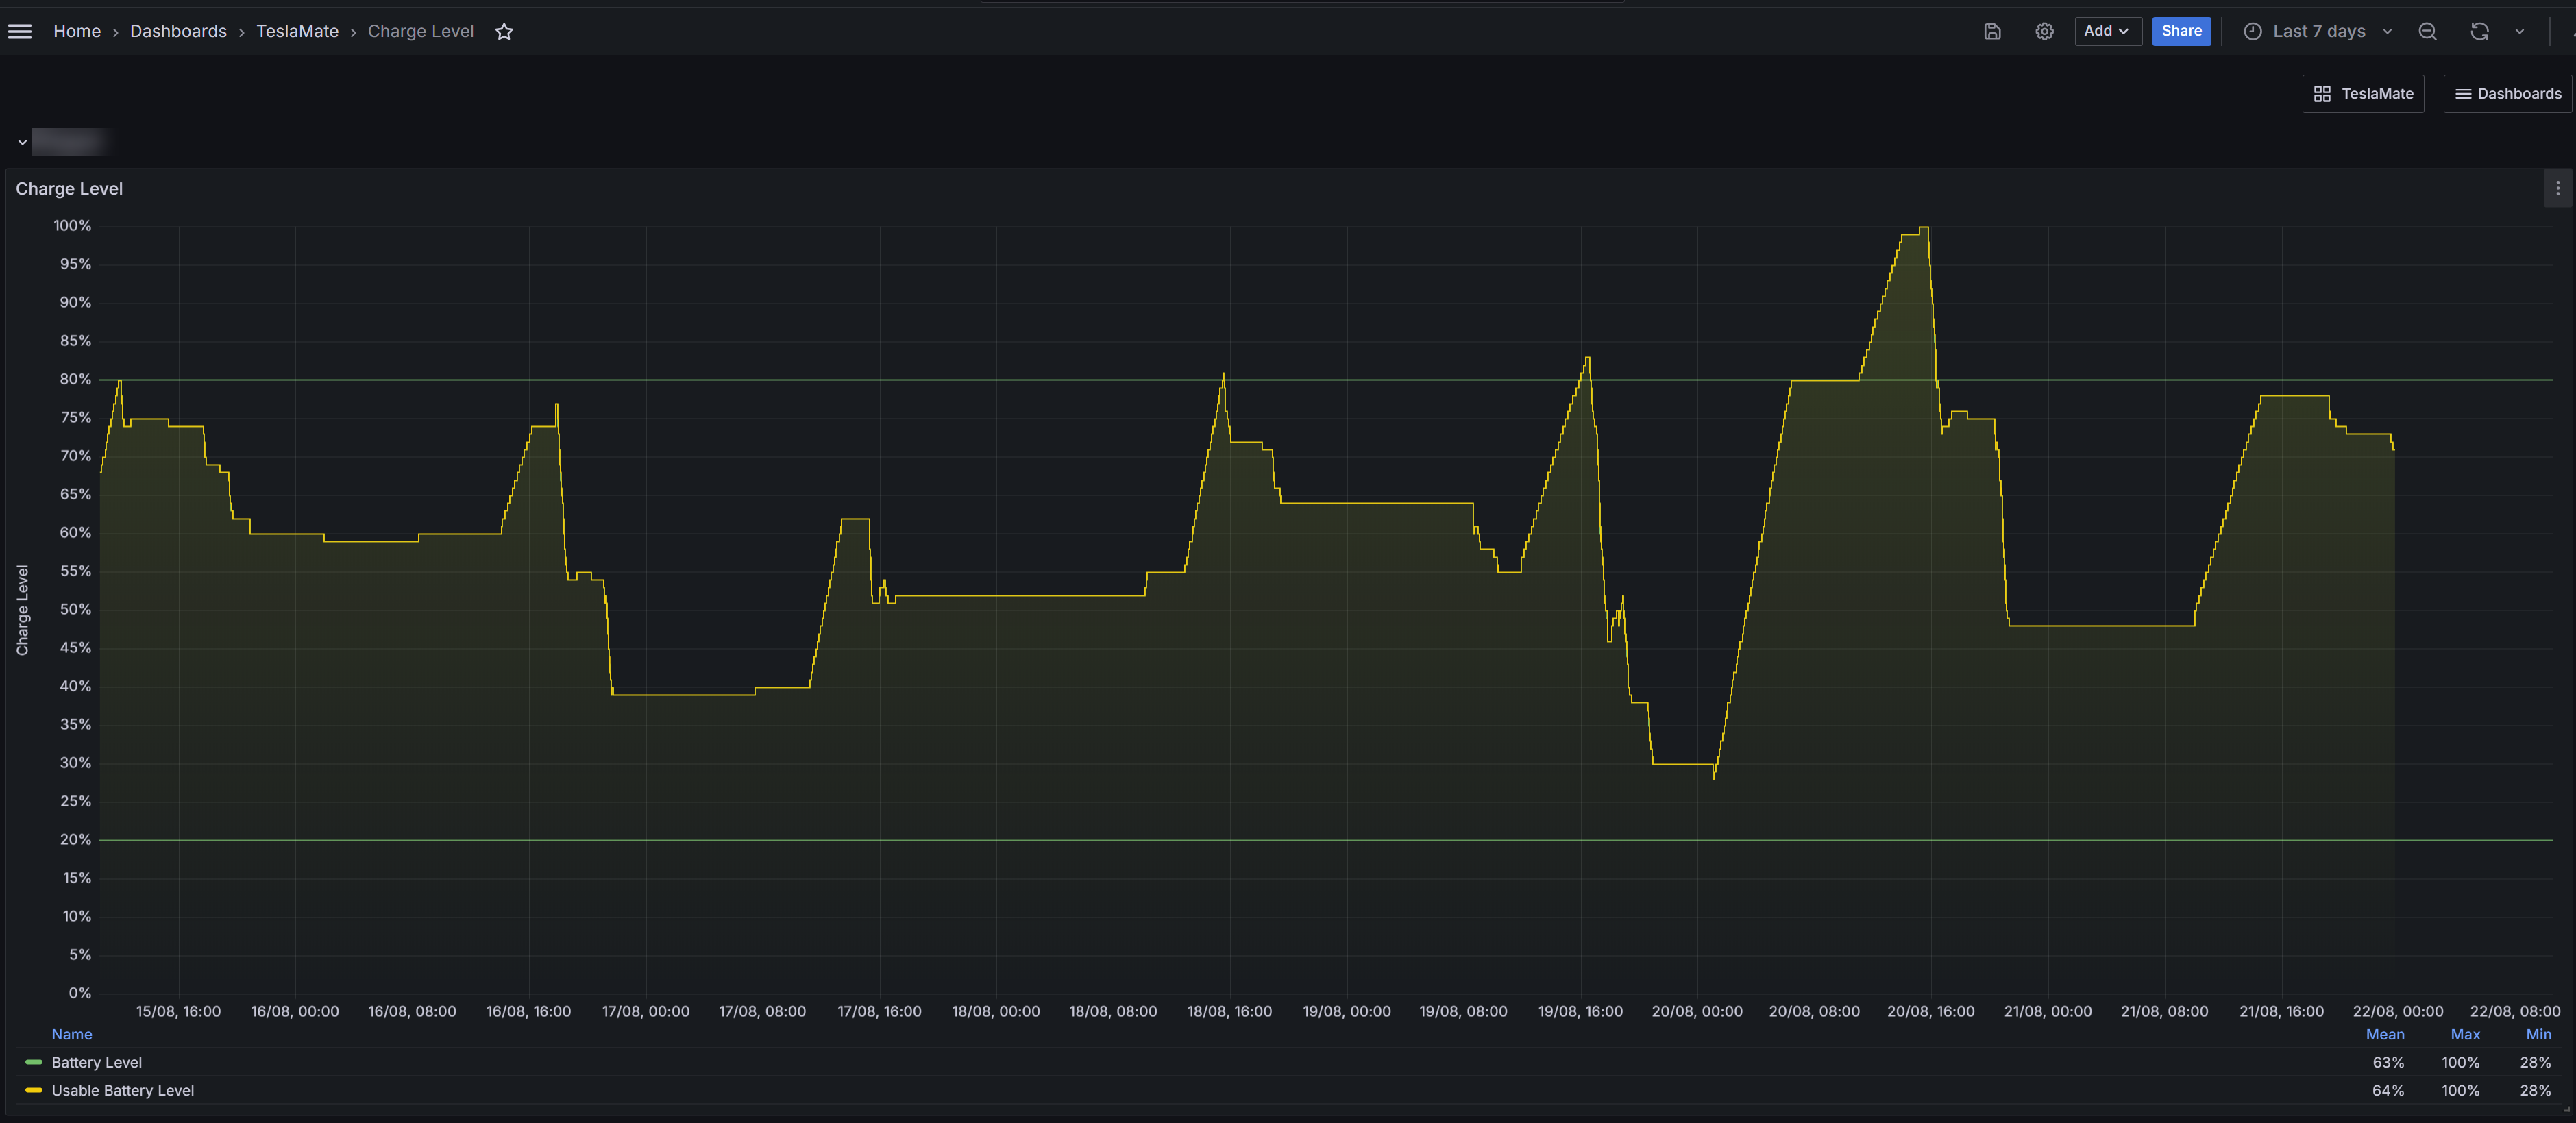 Home › Dashboards › TeslaMate › Charge Level
Add
Share
Last 7 days
TeslaMate
Dashboards
Charge Level
100%
95%
90%
85%
80%
75%
70%
65%
60%
55%
50%
45%
40%
35%
30%
25%
20%
15%
10%
5%
0%
Charge Level
15/08, 16:00 16/08, 00:00 16/08, 08:00 16/08, 16:00 17/08, 00:00 17/08, 08:00 17/08, 16:00 18/08, 00:00 18/08, 08:00 18/08, 16:00 19/08, 00:00 19/08, 08:00 19/08, 16:00 20/08, 00:00 20/08, 08:00 20/08, 16:00 21/08, 00:00 21/08, 08:00 21/08, 16:00 22/08, 00:00 22/08, 08:00
Name Mean Max Min
Battery Level 63% 100% 28%
Usable Battery Level 64% 100% 28%